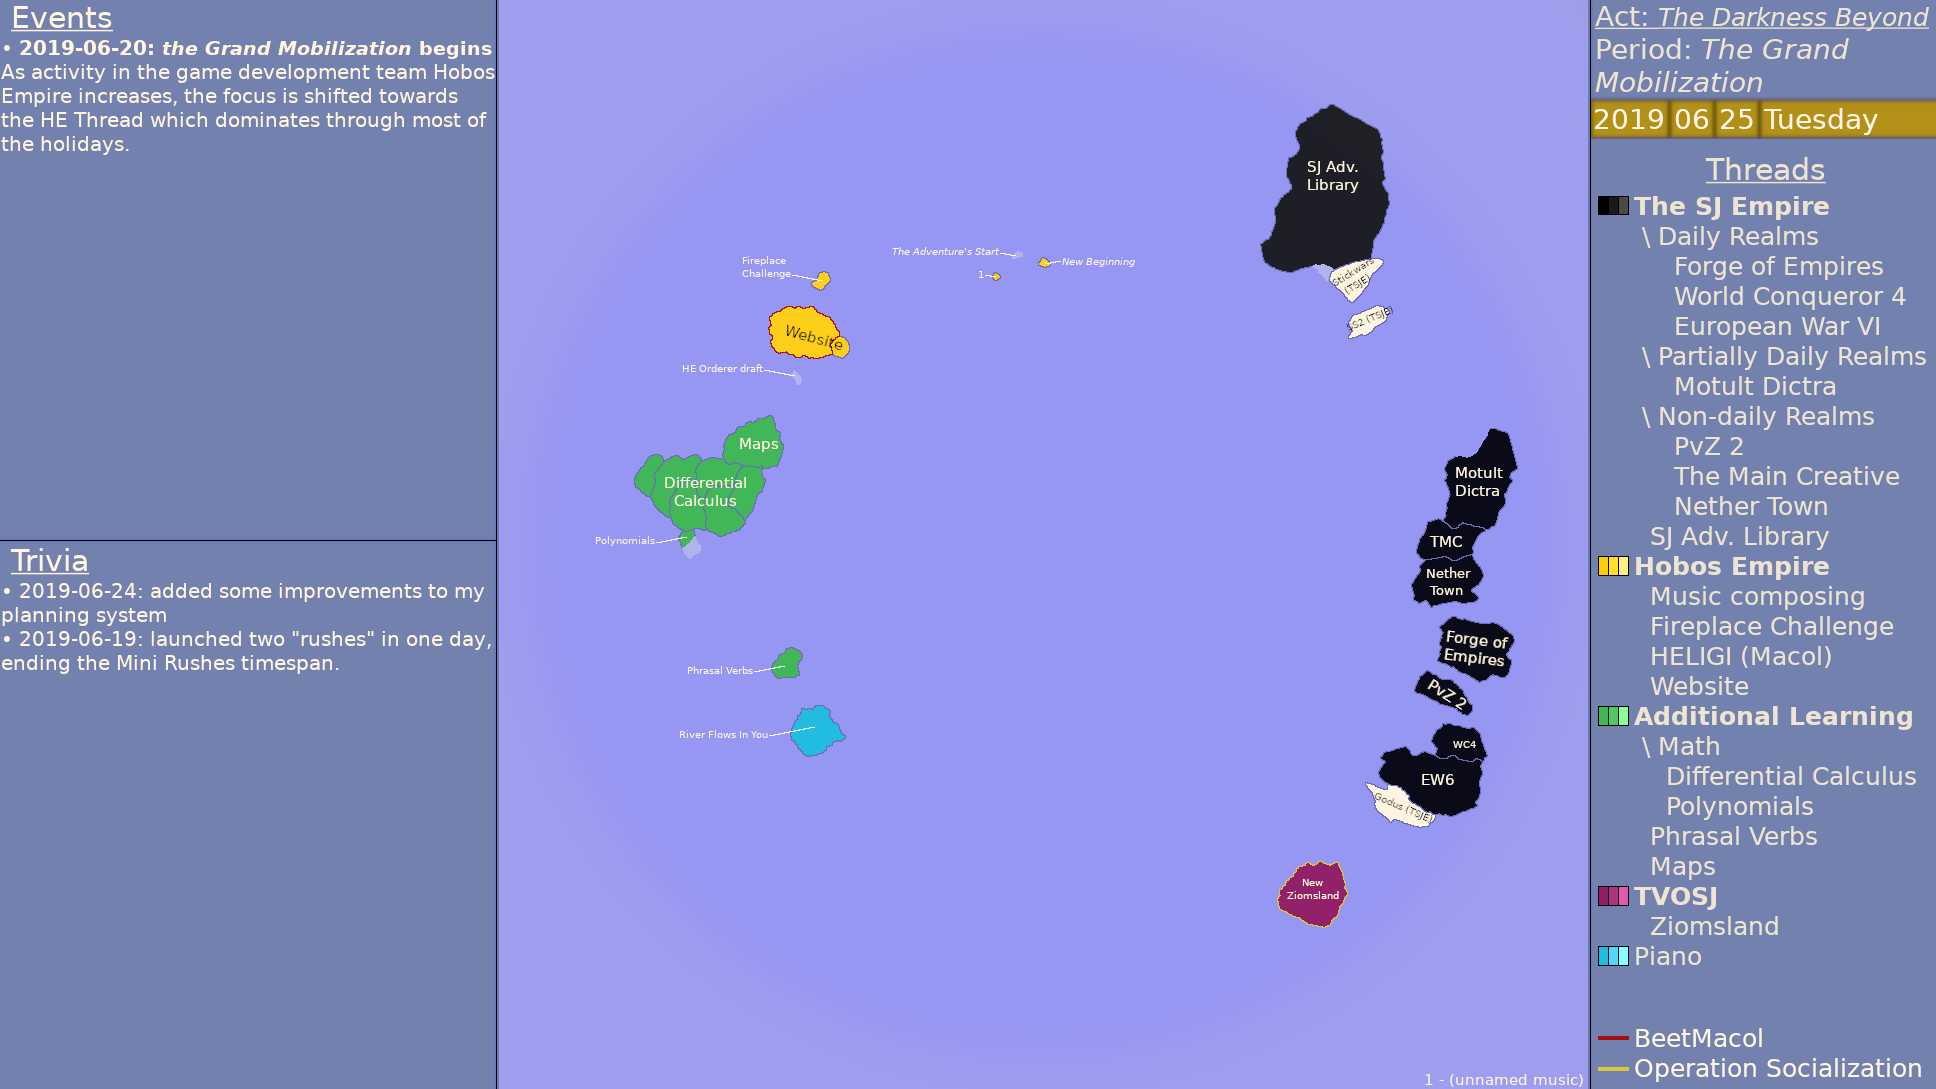 Events
• 2019-06-20: the Grand Mobilization begins
As activity in the game development team Hobos
Empire increases, the focus is shifted towards
the HE Thread which dominates through most of
the holidays.
Trivia
• 2019-06-24: added some improvements to my
planning system
• 2019-06-19: launched two "rushes" in one day,
ending the Mini Rushes timespan.
SJ Adv.
Library
Stickwars
(TSJE)
SS2 (TSJE)
The Adventure's Start
New Beginning
1
Fireplace
Challenge
Website
HE Orderer draft
Maps
Differential
Calculus
Polynomials
Phrasal Verbs
River Flows In You
Motult
Dictra
TMC
Nether
Town
Forge of
Empires
PvZ 2
WC4
EW6
Godus (TSJE)
New
Ziomsland
1 - (unnamed music)
Act: The Darkness Beyond
Period: The Grand
Mobilization
2019 06 25 Tuesday
Threads
The SJ Empire
\ Daily Realms
Forge of Empires
World Conqueror 4
European War VI
\ Partially Daily Realms
Motult Dictra
\ Non-daily Realms
PvZ 2
The Main Creative
Nether Town
SJ Adv. Library
Hobos Empire
Music composing
Fireplace Challenge
HELIGI (Macol)
Website
Additional Learning
\ Math
Differential Calculus
Polynomials
Phrasal Verbs
Maps
TVOSJ
Ziomsland
Piano
BeetMacol
Operation Socialization